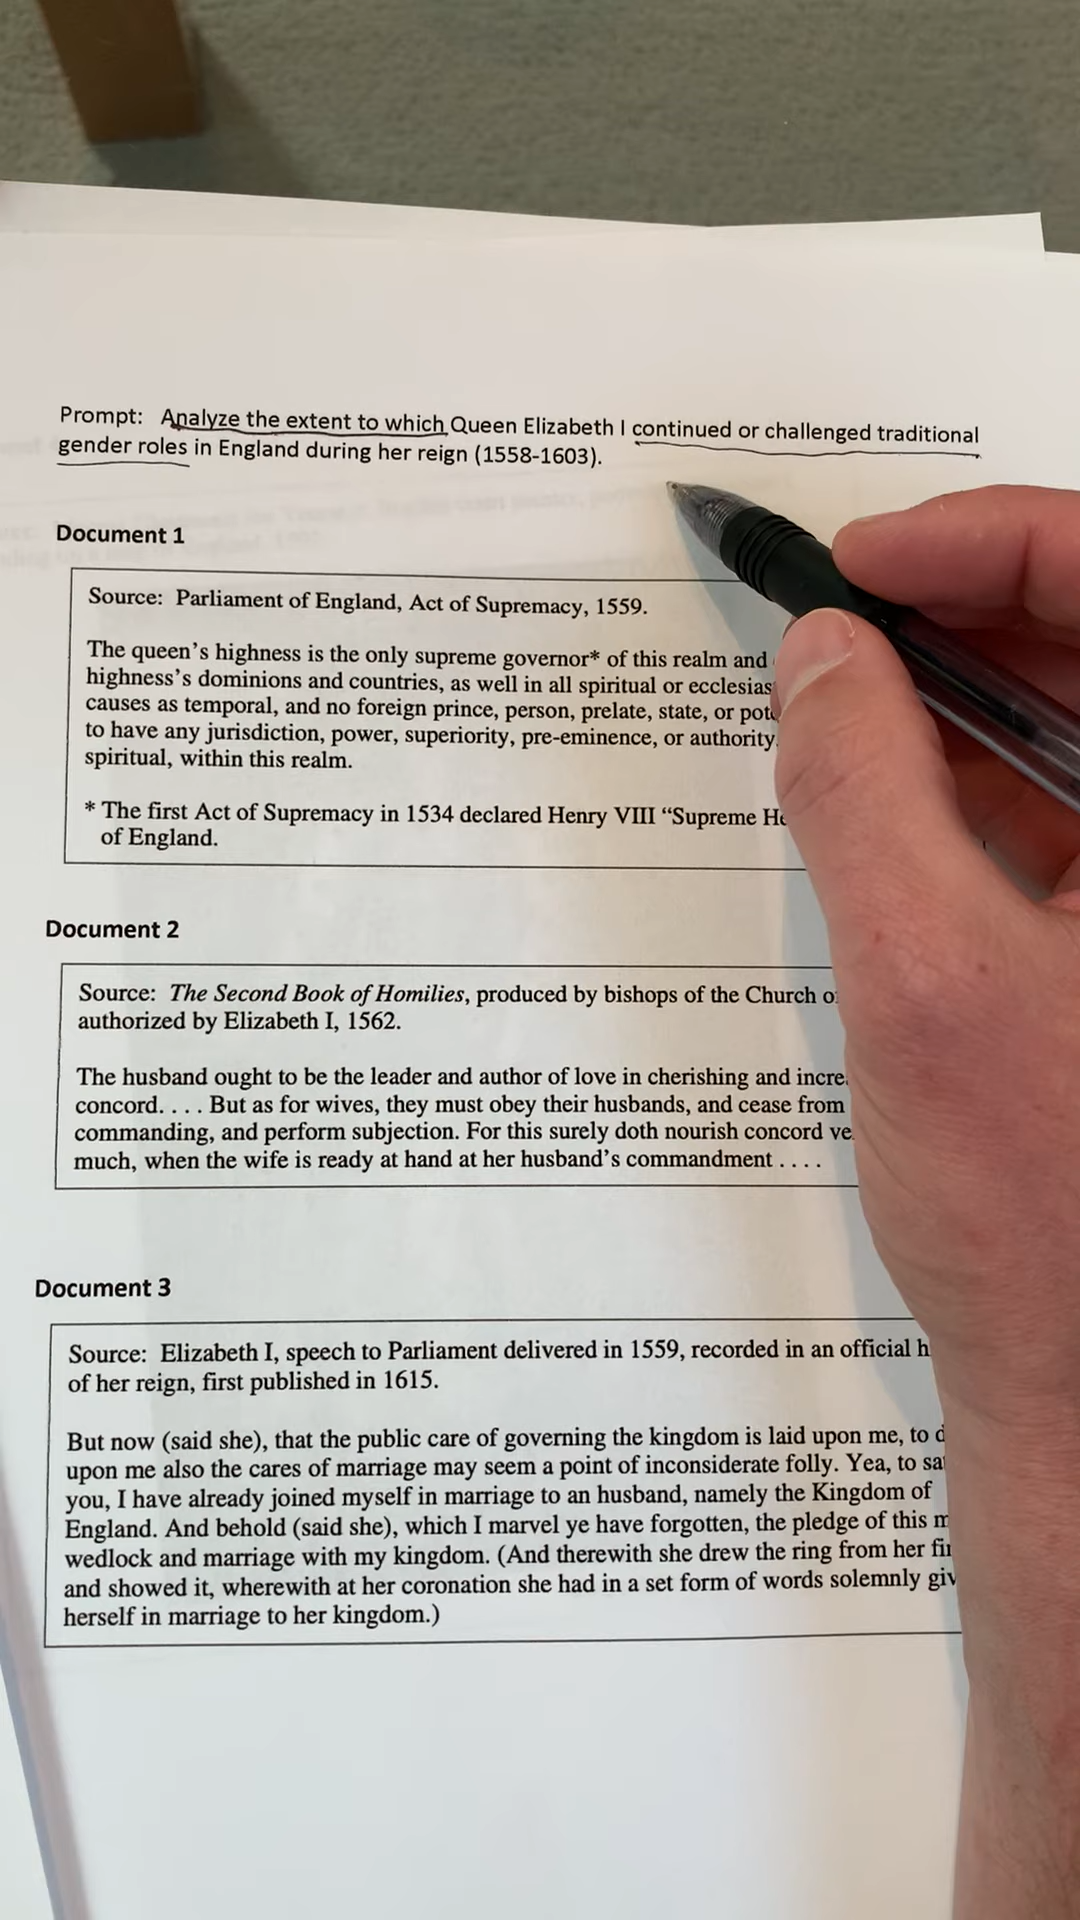 Prompt: Analyze the extent to which Queen Elizabeth I continued or challenged traditional
gender roles in England during her reign (1558-1603).
Document 1
Source: Parliament of England, Act of Supremacy, 1559.
The queen's highness is the only supreme governor* of this realm and
highness's dominions and countries, as well in all spiritual or
causes as temporal, and no foreign prince, person, prelate, state, or
to have any jurisdiction, power, superiority, pre-eminence, or authority
spiritual, within this realm.
* The first Act of Supremacy in 1534 declared Henry VIII "Supreme
of England.
Document 2
Source: The Second Book of Homilies, produced by bishops of the Church
authorized by Elizabeth I, 1562.
The husband ought to be the leader and author of love in cherishing and
concord. . . . But as for wives, they must obey their husbands, and cease from
commanding, and perform subjection. For this surely doth nourish concord
much, when the wife is ready at hand at her husband's commandment . . . .
Document 3
Source: Elizabeth I, speech to Parliament delivered in 1559, recorded in an official
of her reign, first published in 1615.
But now (said she), that the public care of governing the kingdom is laid upon me, to
upon me also the cares of marriage may seem a point of inconsiderate folly. Yea, to
you, I have already joined myself in marriage to an husband, namely the Kingdom of
England. And behold (said she), which I marvel ye have forgotten, the pledge of this
wedlock and marriage with my kingdom. (And therewith she drew the ring from her
and showed it, wherewith at her coronation she had in a set form of words solemnly
herself in marriage to her kingdom.)